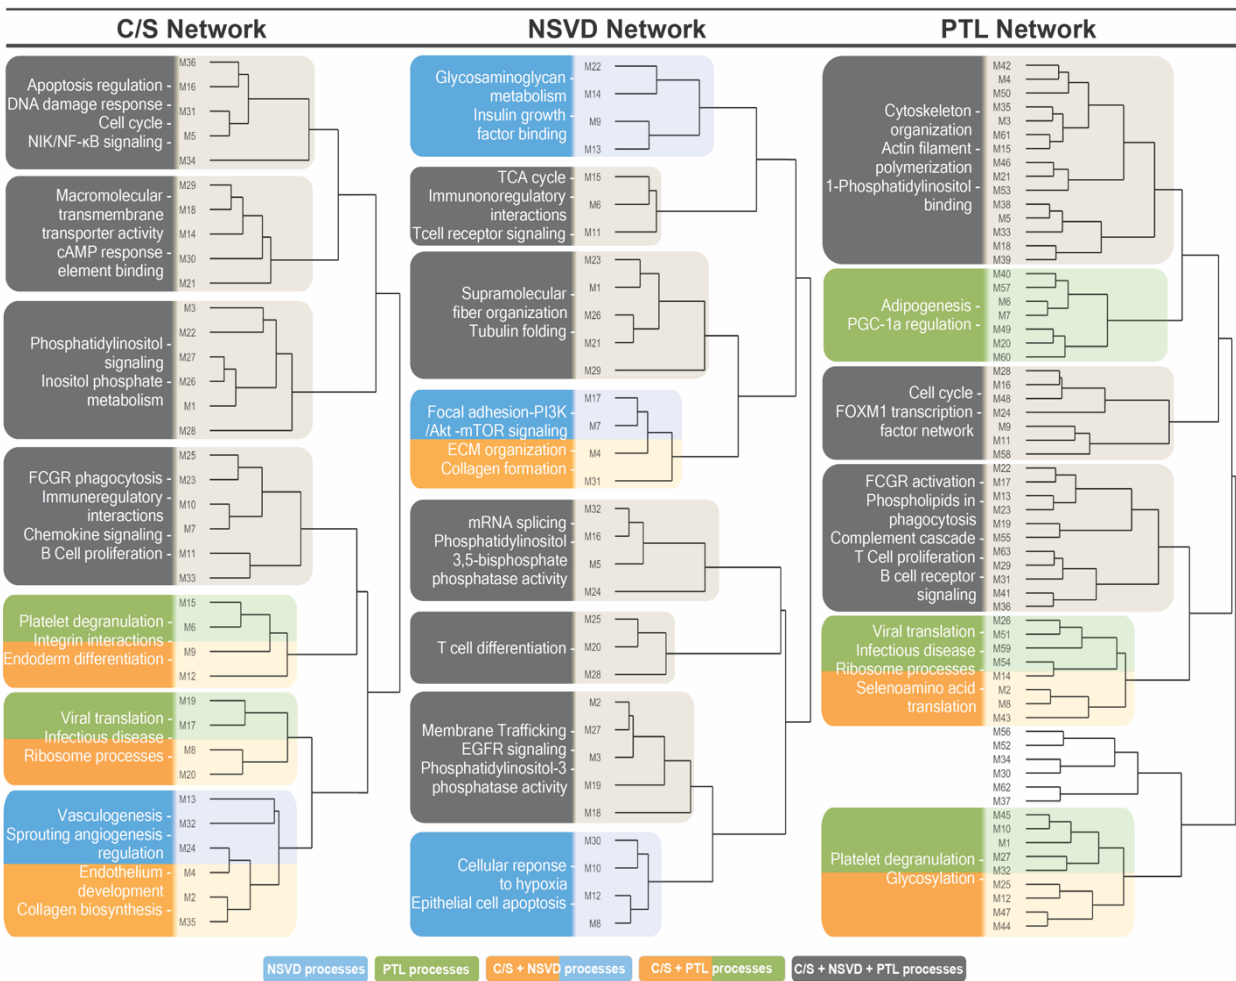 C/S Network
NSVD Network
PTL Network
Apoptosis regulation -
DNA damage response -
Cell cycle -
NIK/NF-κB signaling -
M36
M16
M31
M5
M34
Macromolecular -
transmembrane
transporter activity
cAMP response -
element binding
M29
M18
M14
M30
M21
Phosphatidylinositol -
signaling
Inositol phosphate -
metabolism
M3
M22
M27
M26
M1
M28
FCGR phagocytosis -
Immuneregulatory -
interactions
Chemokine signaling -
B Cell proliferation -
M25
M23
M10
M7
M11
M33
Platelet degranulation -
Integrin interactions -
Endoderm differentiation -
M15
M6
M9
M12
Viral translation -
Infectious disease -
Ribosome processes -
M19
M17
M8
M20
Vasculogenesis -
Sprouting angiogenesis -
regulation
Endothelium -
development
Collagen biosynthesis -
M13
M32
M24
M4
M2
M35
Glycosaminoglycan -
metabolism
Insulin growth -
factor binding
M22
M14
M9
M13
TCA cycle -
Immunonoregulatory -
interactions
Tcell receptor signaling -
M15
M6
M11
Supramolecular -
fiber organization
Tubulin folding -
M23
M1
M26
M21
M29
Focal adhesion-PI3K -
/Akt -mTOR signaling
ECM organization -
Collagen formation -
M17
M7
M4
M31
mRNA splicing -
Phosphatidylinositol -
3,5-bisphosphate
phosphatase activity
M32
M16
M5
M24
T cell differentiation -
M25
M20
M28
Membrane Trafficking -
EGFR signaling -
Phosphatidylinositol-3 -
phosphatase activity
M2
M27
M3
M19
M18
Cellular reponse -
to hypoxia
Epithelial cell apoptosis -
M30
M10
M12
M8
Cytoskeleton -
organization
Actin filament -
polymerization
1-Phosphatidylinositol -
binding
M42
M4
M50
M35
M3
M61
M15
M46
M21
M53
M38
M5
M33
M18
M39
Adipogenesis -
PGC-1a regulation -
M40
M57
M6
M7
M49
M20
M60
Cell cycle -
FOXM1 transcription -
factor network
M28
M16
M48
M24
M9
M11
M58
FCGR activation -
Phospholipids in -
phagocytosis
Complement cascade -
T Cell proliferation -
B cell receptor -
signaling
M22
M17
M13
M23
M19
M55
M63
M29
M31
M41
M36
Viral translation -
Infectious disease -
Ribosome processes -
Selenoamino acid -
translation
M26
M51
M59
M54
M14
M2
M8
M43
M56
M52
M34
M30
M62
M37
Platelet degranulation -
Glycosylation -
M45
M10
M1
M27
M32
M25
M12
M47
M44
NSVD processes
PTL processes
C/S + NSVD processes
C/S + PTL processes
C/S + NSVD + PTL processes